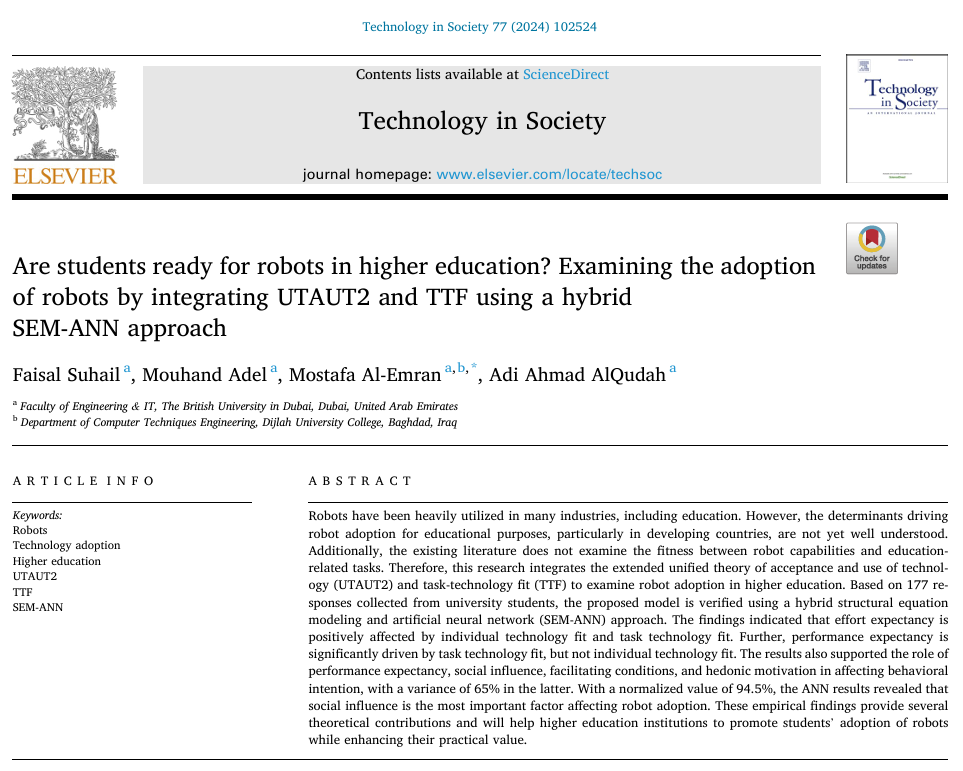 Technology in Society 77 (2024) 102524
Contents lists available at ScienceDirect
Technology in Society
journal homepage: www.elsevier.com/locate/techsoc
ELSEVIER
Technology
in Society
AN INTERNATIONAL JOURNAL
Check for
updates
Are students ready for robots in higher education? Examining the adoption
of robots by integrating UTAUT2 and TTF using a hybrid
SEM-ANN approach
Faisal Suhail a, Mouhand Adel a, Mostafa Al-Emran a,b,*, Adi Ahmad AlQudah a
a Faculty of Engineering & IT, The British University in Dubai, Dubai, United Arab Emirates
b Department of Computer Techniques Engineering, Dijlah University College, Baghdad, Iraq
ARTICLE INFO
Keywords:
Robots
Technology adoption
Higher education
UTAUT2
TTF
SEM-ANN
ABSTRACT
Robots have been heavily utilized in many industries, including education. However, the determinants driving
robot adoption for educational purposes, particularly in developing countries, are not yet well understood.
Additionally, the existing literature does not examine the fitness between robot capabilities and education-
related tasks. Therefore, this research integrates the extended unified theory of acceptance and use of technol-
ogy (UTAUT2) and task-technology fit (TTF) to examine robot adoption in higher education. Based on 177 re-
sponses collected from university students, the proposed model is verified using a hybrid structural equation
modeling and artificial neural network (SEM-ANN) approach. The findings indicated that effort expectancy is
positively affected by individual technology fit and task technology fit. Further, performance expectancy is
significantly driven by task technology fit, but not individual technology fit. The results also supported the role of
performance expectancy, social influence, facilitating conditions, and hedonic motivation in affecting behavioral
intention, with a variance of 65% in the latter. With a normalized value of 94.5%, the ANN results revealed that
social influence is the most important factor affecting robot adoption. These empirical findings provide several
theoretical contributions and will help higher education institutions to promote students' adoption of robots
while enhancing their practical value.